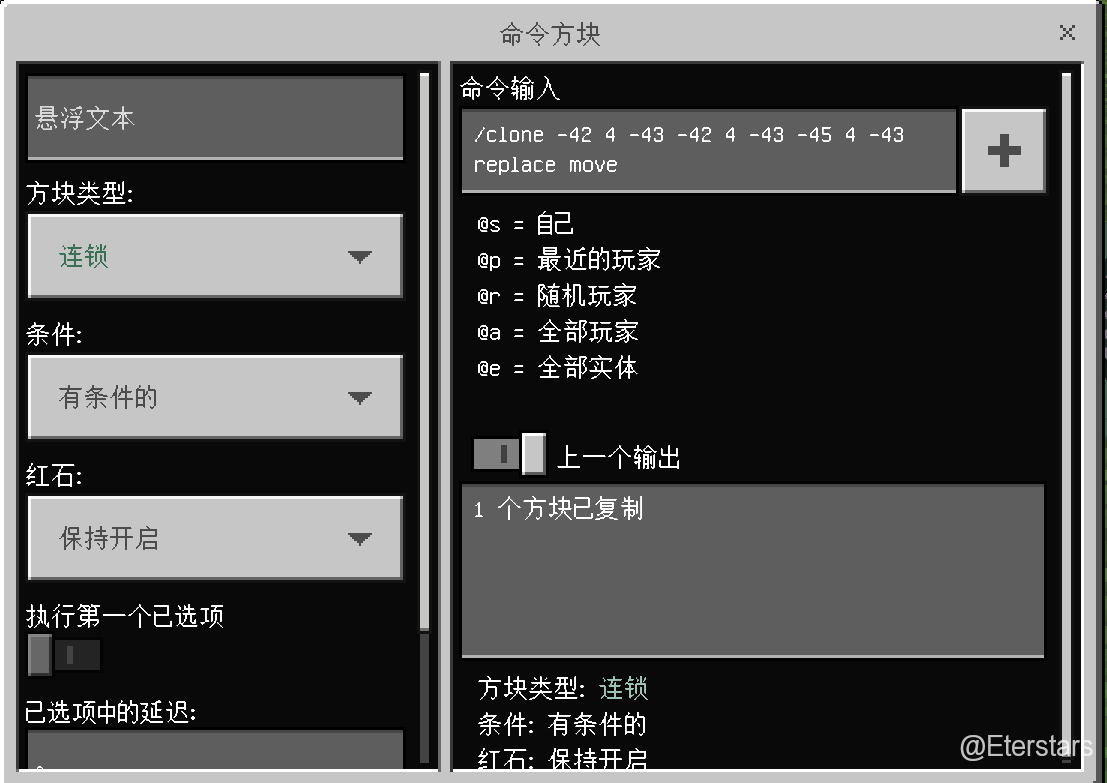 命令方块
悬浮文本
方块类型:
连锁
条件:
有条件的
红石:
保持开启
执行第一个已选项
已选项中的延迟:
命令输入
/clone -42 4 -43 -42 4 -43 -45 4 -43
replace move
@s = 自己
@p = 最近的玩家
@r = 随机玩家
@a = 全部玩家
@e = 全部实体
上一个输出
1 个方块已复制
方块类型: 连锁
条件: 有条件的
红石: 保持开启
@Eterstars